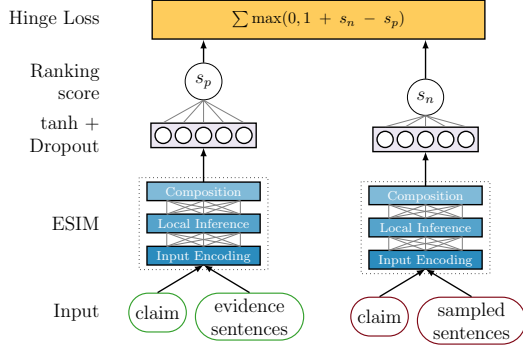 Hinge Loss
∑ max(0, 1 + s_n − s_p)
Ranking
score
s_p
s_n
tanh +
Dropout
ESIM
Composition
Local Inference
Input Encoding
Composition
Local Inference
Input Encoding
Input
claim
evidence
sentences
claim
sampled
sentences